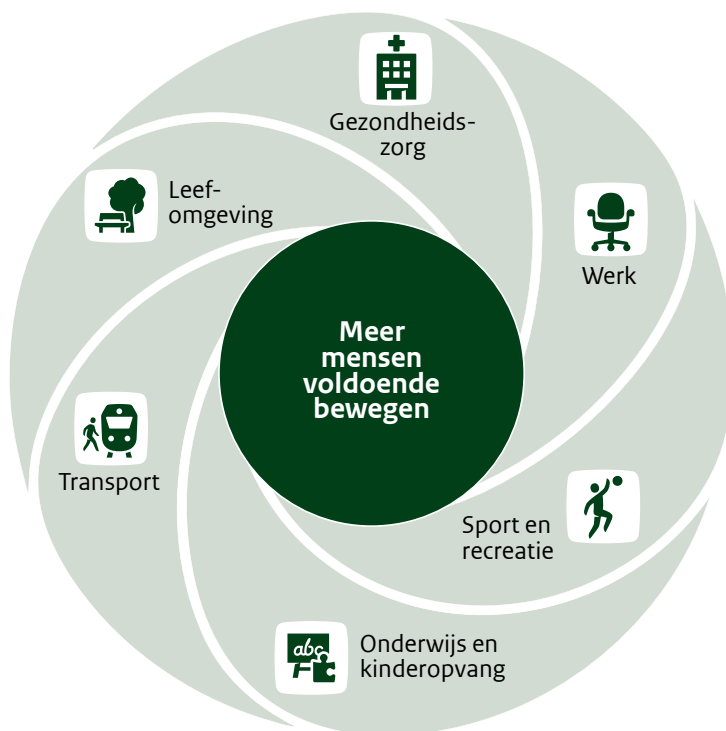 Gezondheids-
zorg
Leef-
omgeving
Werk
Meer
mensen
voldoende
bewegen
Transport
Sport en
recreatie
abc
Onderwijs en
kinderopvang